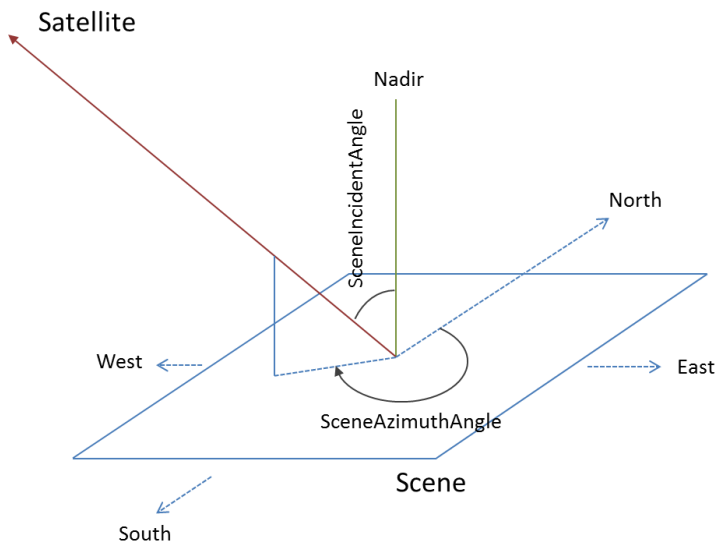 Satellite
Nadir
SceneIncidentAngle
North
West
East
SceneAzimuthAngle
Scene
South